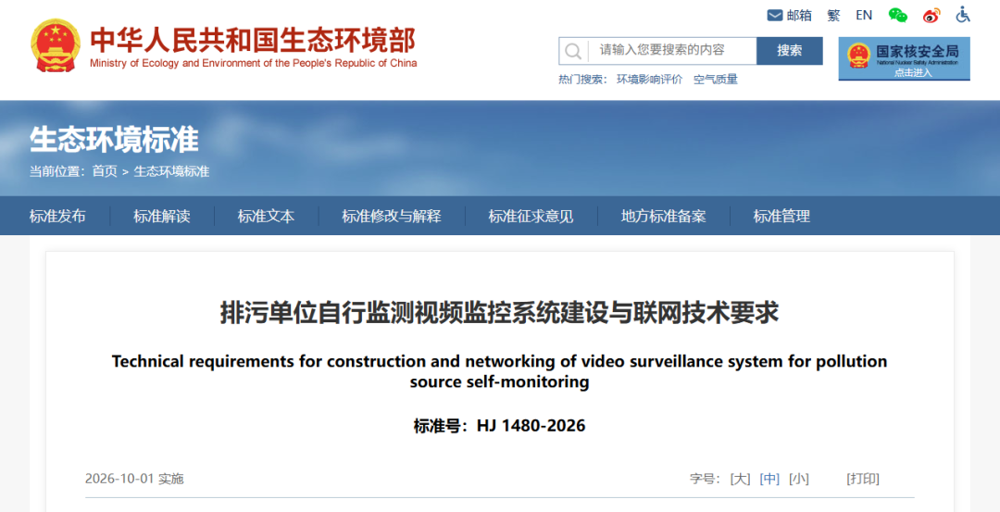 邮箱 繁 EN
中华人民共和国生态环境部
Ministry of Ecology and Environment of the People's Republic of China
请输入您要搜索的内容 搜索
国家核安全局
National Nuclear Safety Administration
点击进入
热门搜索： 环境影响评价 空气质量
生态环境标准
当前位置：首页 > 生态环境标准
标准发布 标准解读 标准文本 标准修改与解释 标准征求意见 地方标准备案 标准管理
排污单位自行监测视频监控系统建设与联网技术要求
Technical requirements for construction and networking of video surveillance system for pollution
source self-monitoring
标准号：HJ 1480-2026
2026-10-01 实施 字号： [大] [中] [小] [打印]